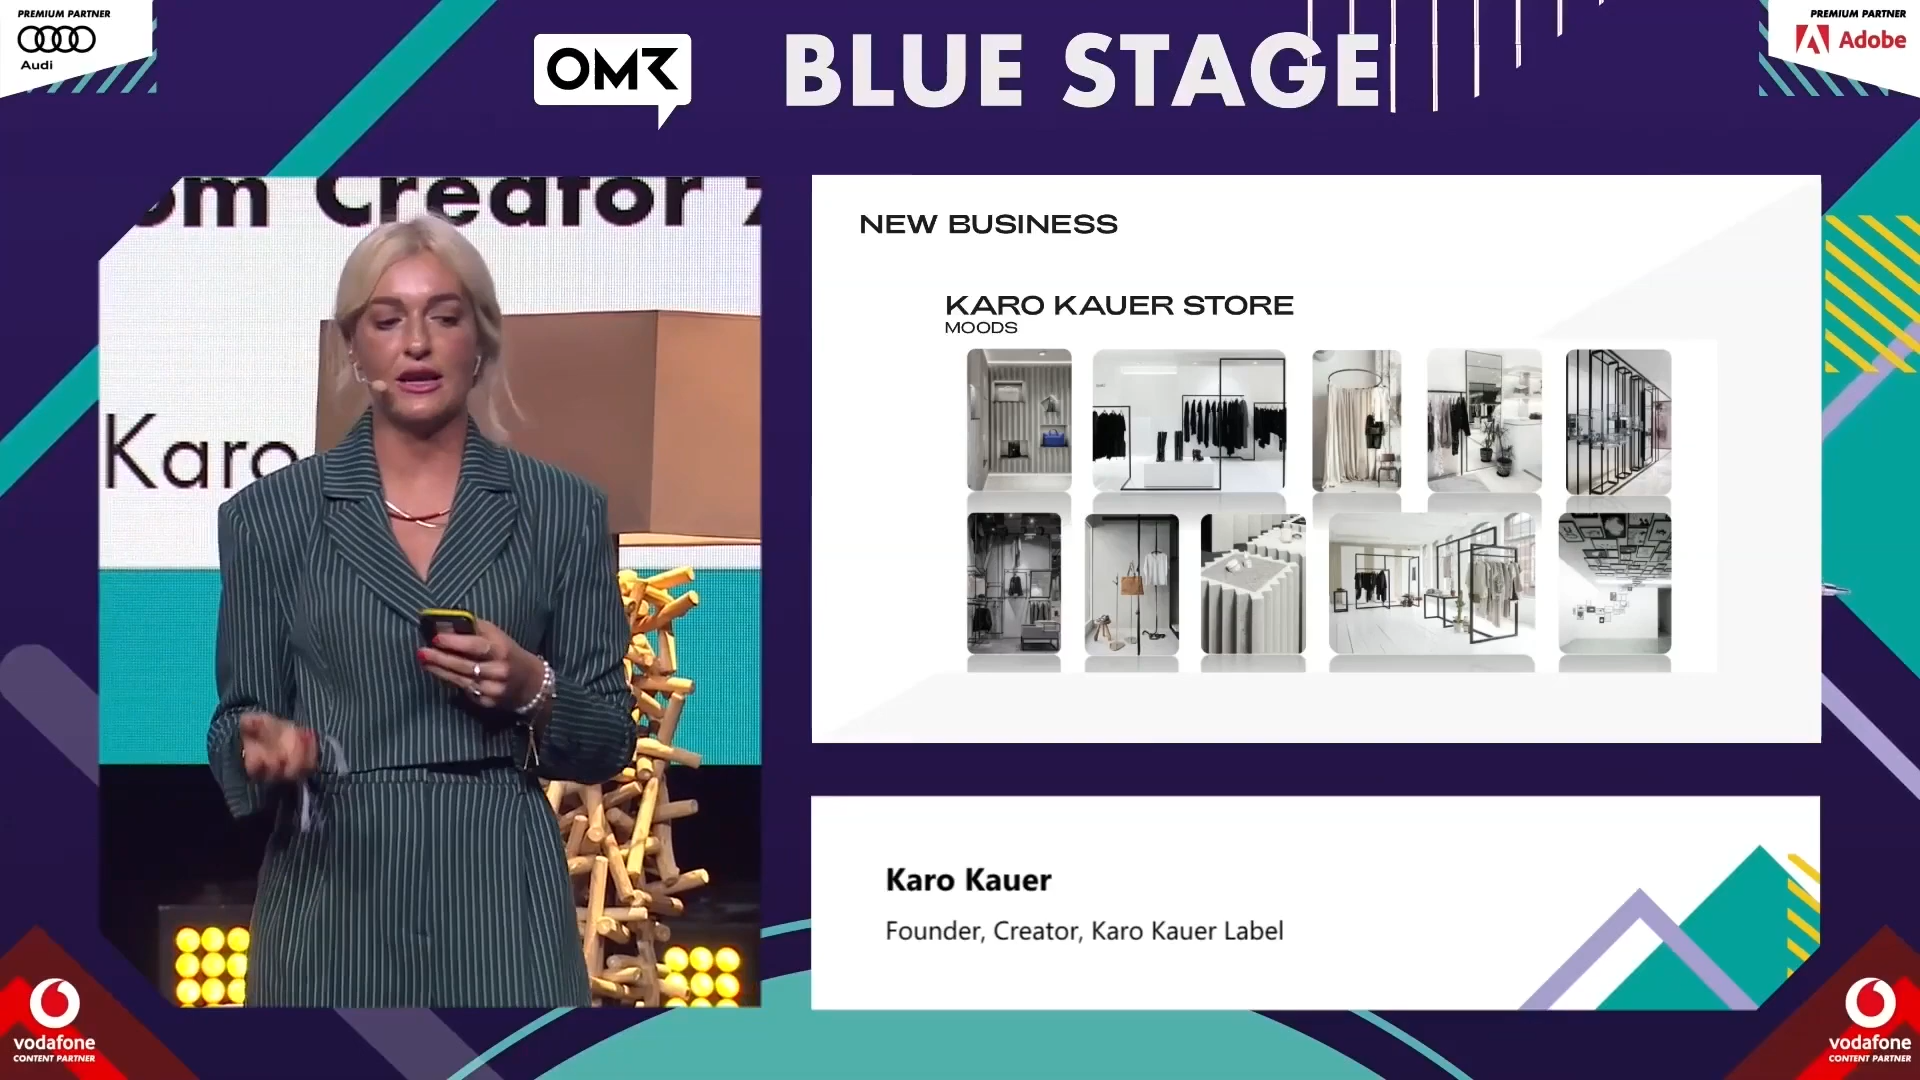 PREMIUM PARTNER
Audi
OMR
BLUE STAGE
PREMIUM PARTNER
Adobe
om Creator
Karo
NEW BUSINESS
KARO KAUER STORE
MOODS
Karo Kauer
Founder, Creator, Karo Kauer Label
vodafone
CONTENT PARTNER
vodafone
CONTENT PARTNER